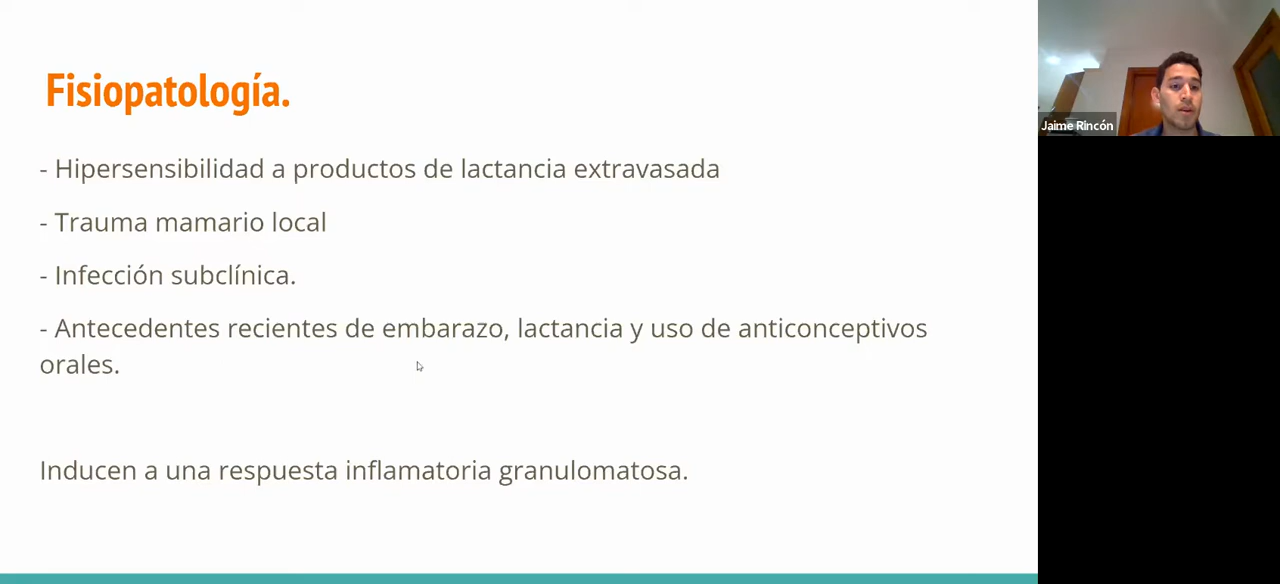 Fisiopatología.
- Hipersensibilidad a productos de lactancia extravasada
- Trauma mamario local
- Infección subclínica.
- Antecedentes recientes de embarazo, lactancia y uso de anticonceptivos
orales.
Inducen a una respuesta inflamatoria granulomatosa.
Jaime Rincón